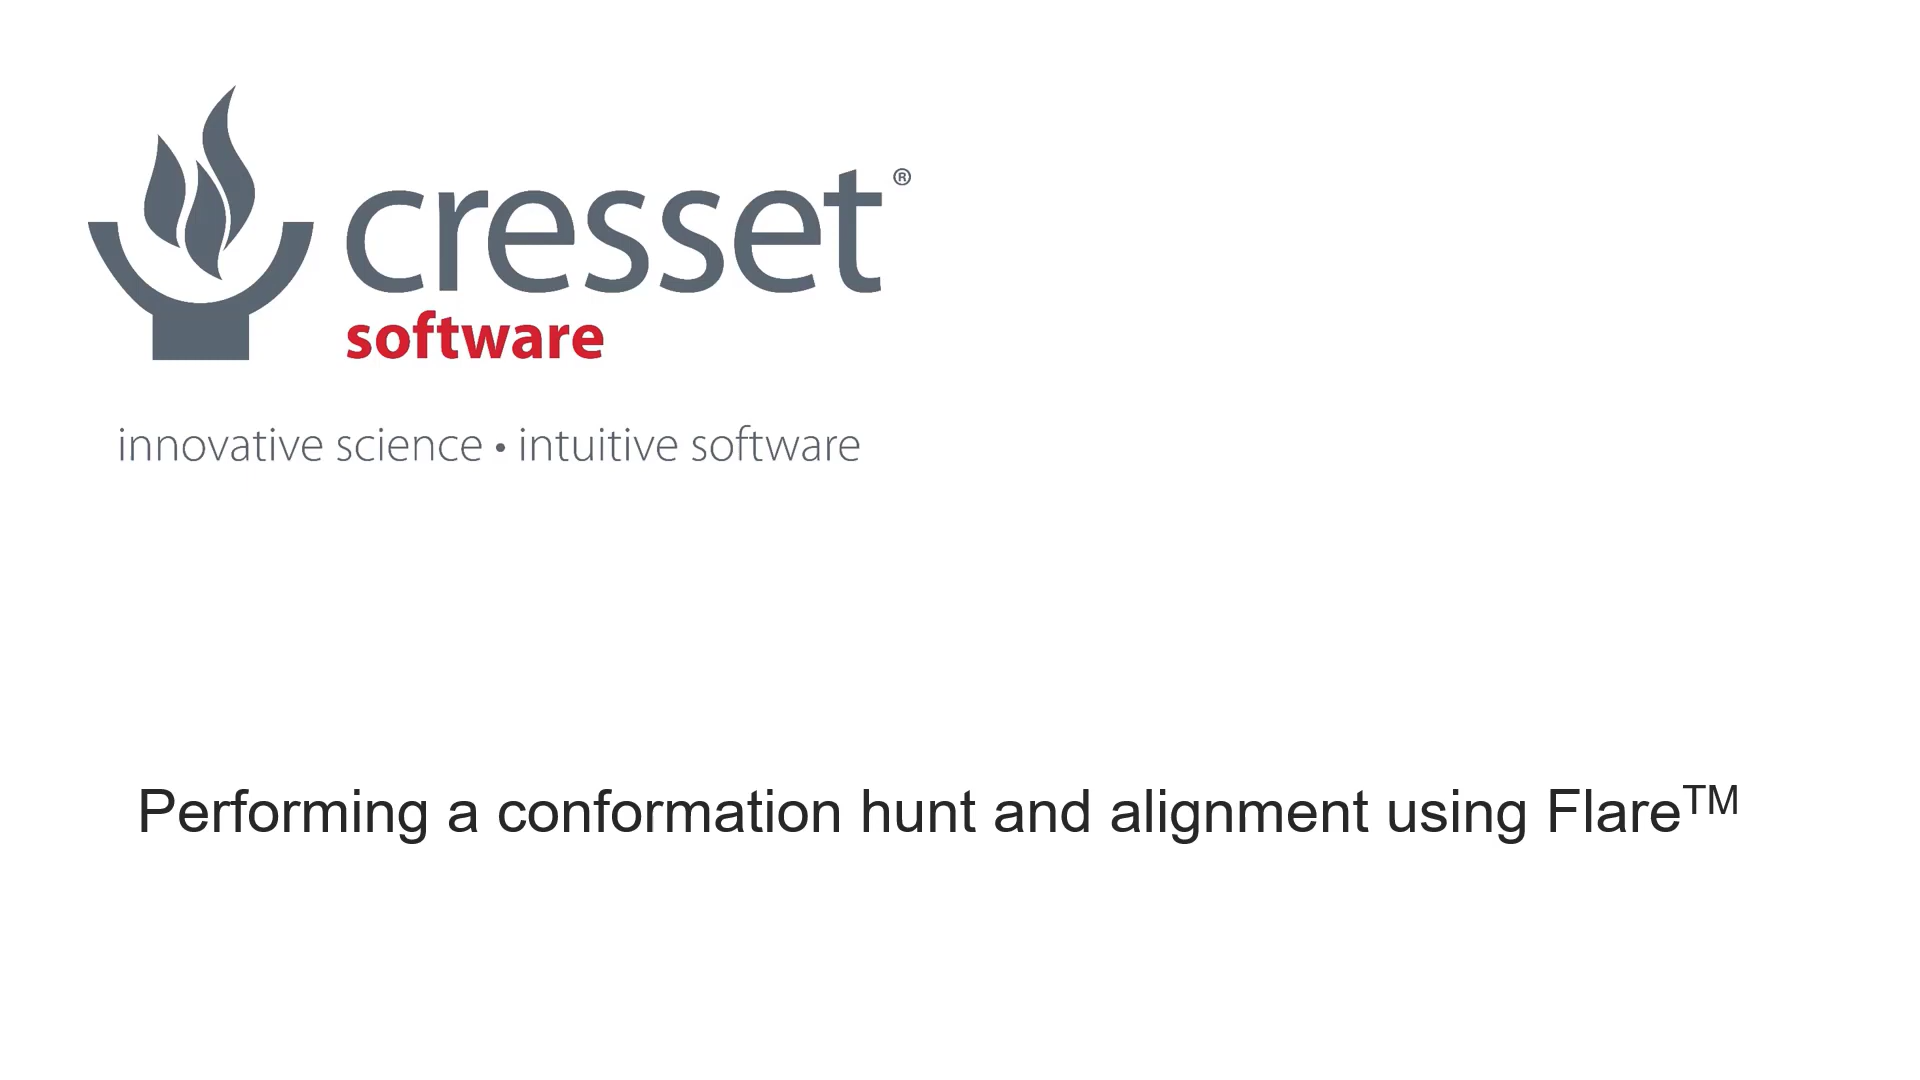 cresset®
software
innovative science • intuitive software
Performing a conformation hunt and alignment using Flare™